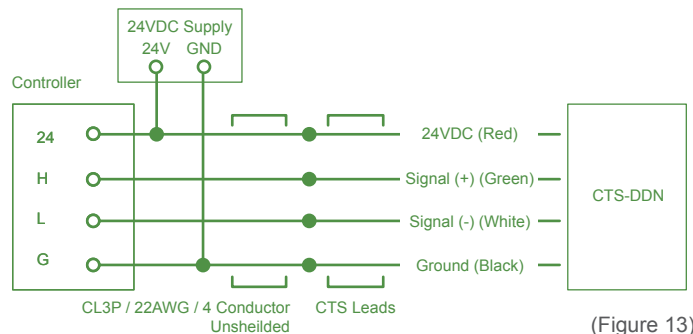 24VDC Supply
24V GND
Controller
24
H
L
G
24VDC (Red)
Signal (+) (Green)
Signal (-) (White)
Ground (Black)
CTS-DDN
CL3P / 22AWG / 4 Conductor
Unsheilded
CTS Leads
(Figure 13)